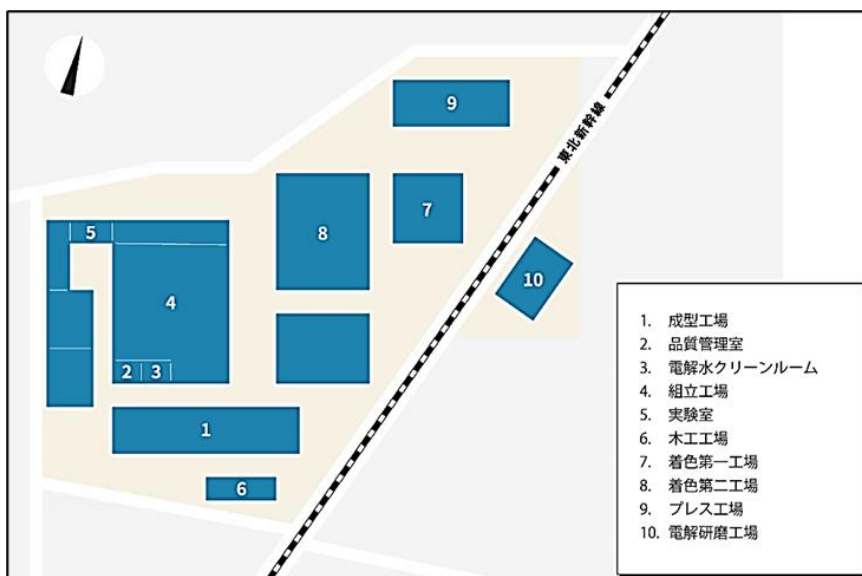 9
東北新幹線
5
8
7
4
10
2 3
1
6
1. 成型工場
2. 品質管理室
3. 電解水クリーンルーム
4. 組立工場
5. 実験室
6. 木工工場
7. 着色第一工場
8. 着色第二工場
9. プレス工場
10. 電解研磨工場